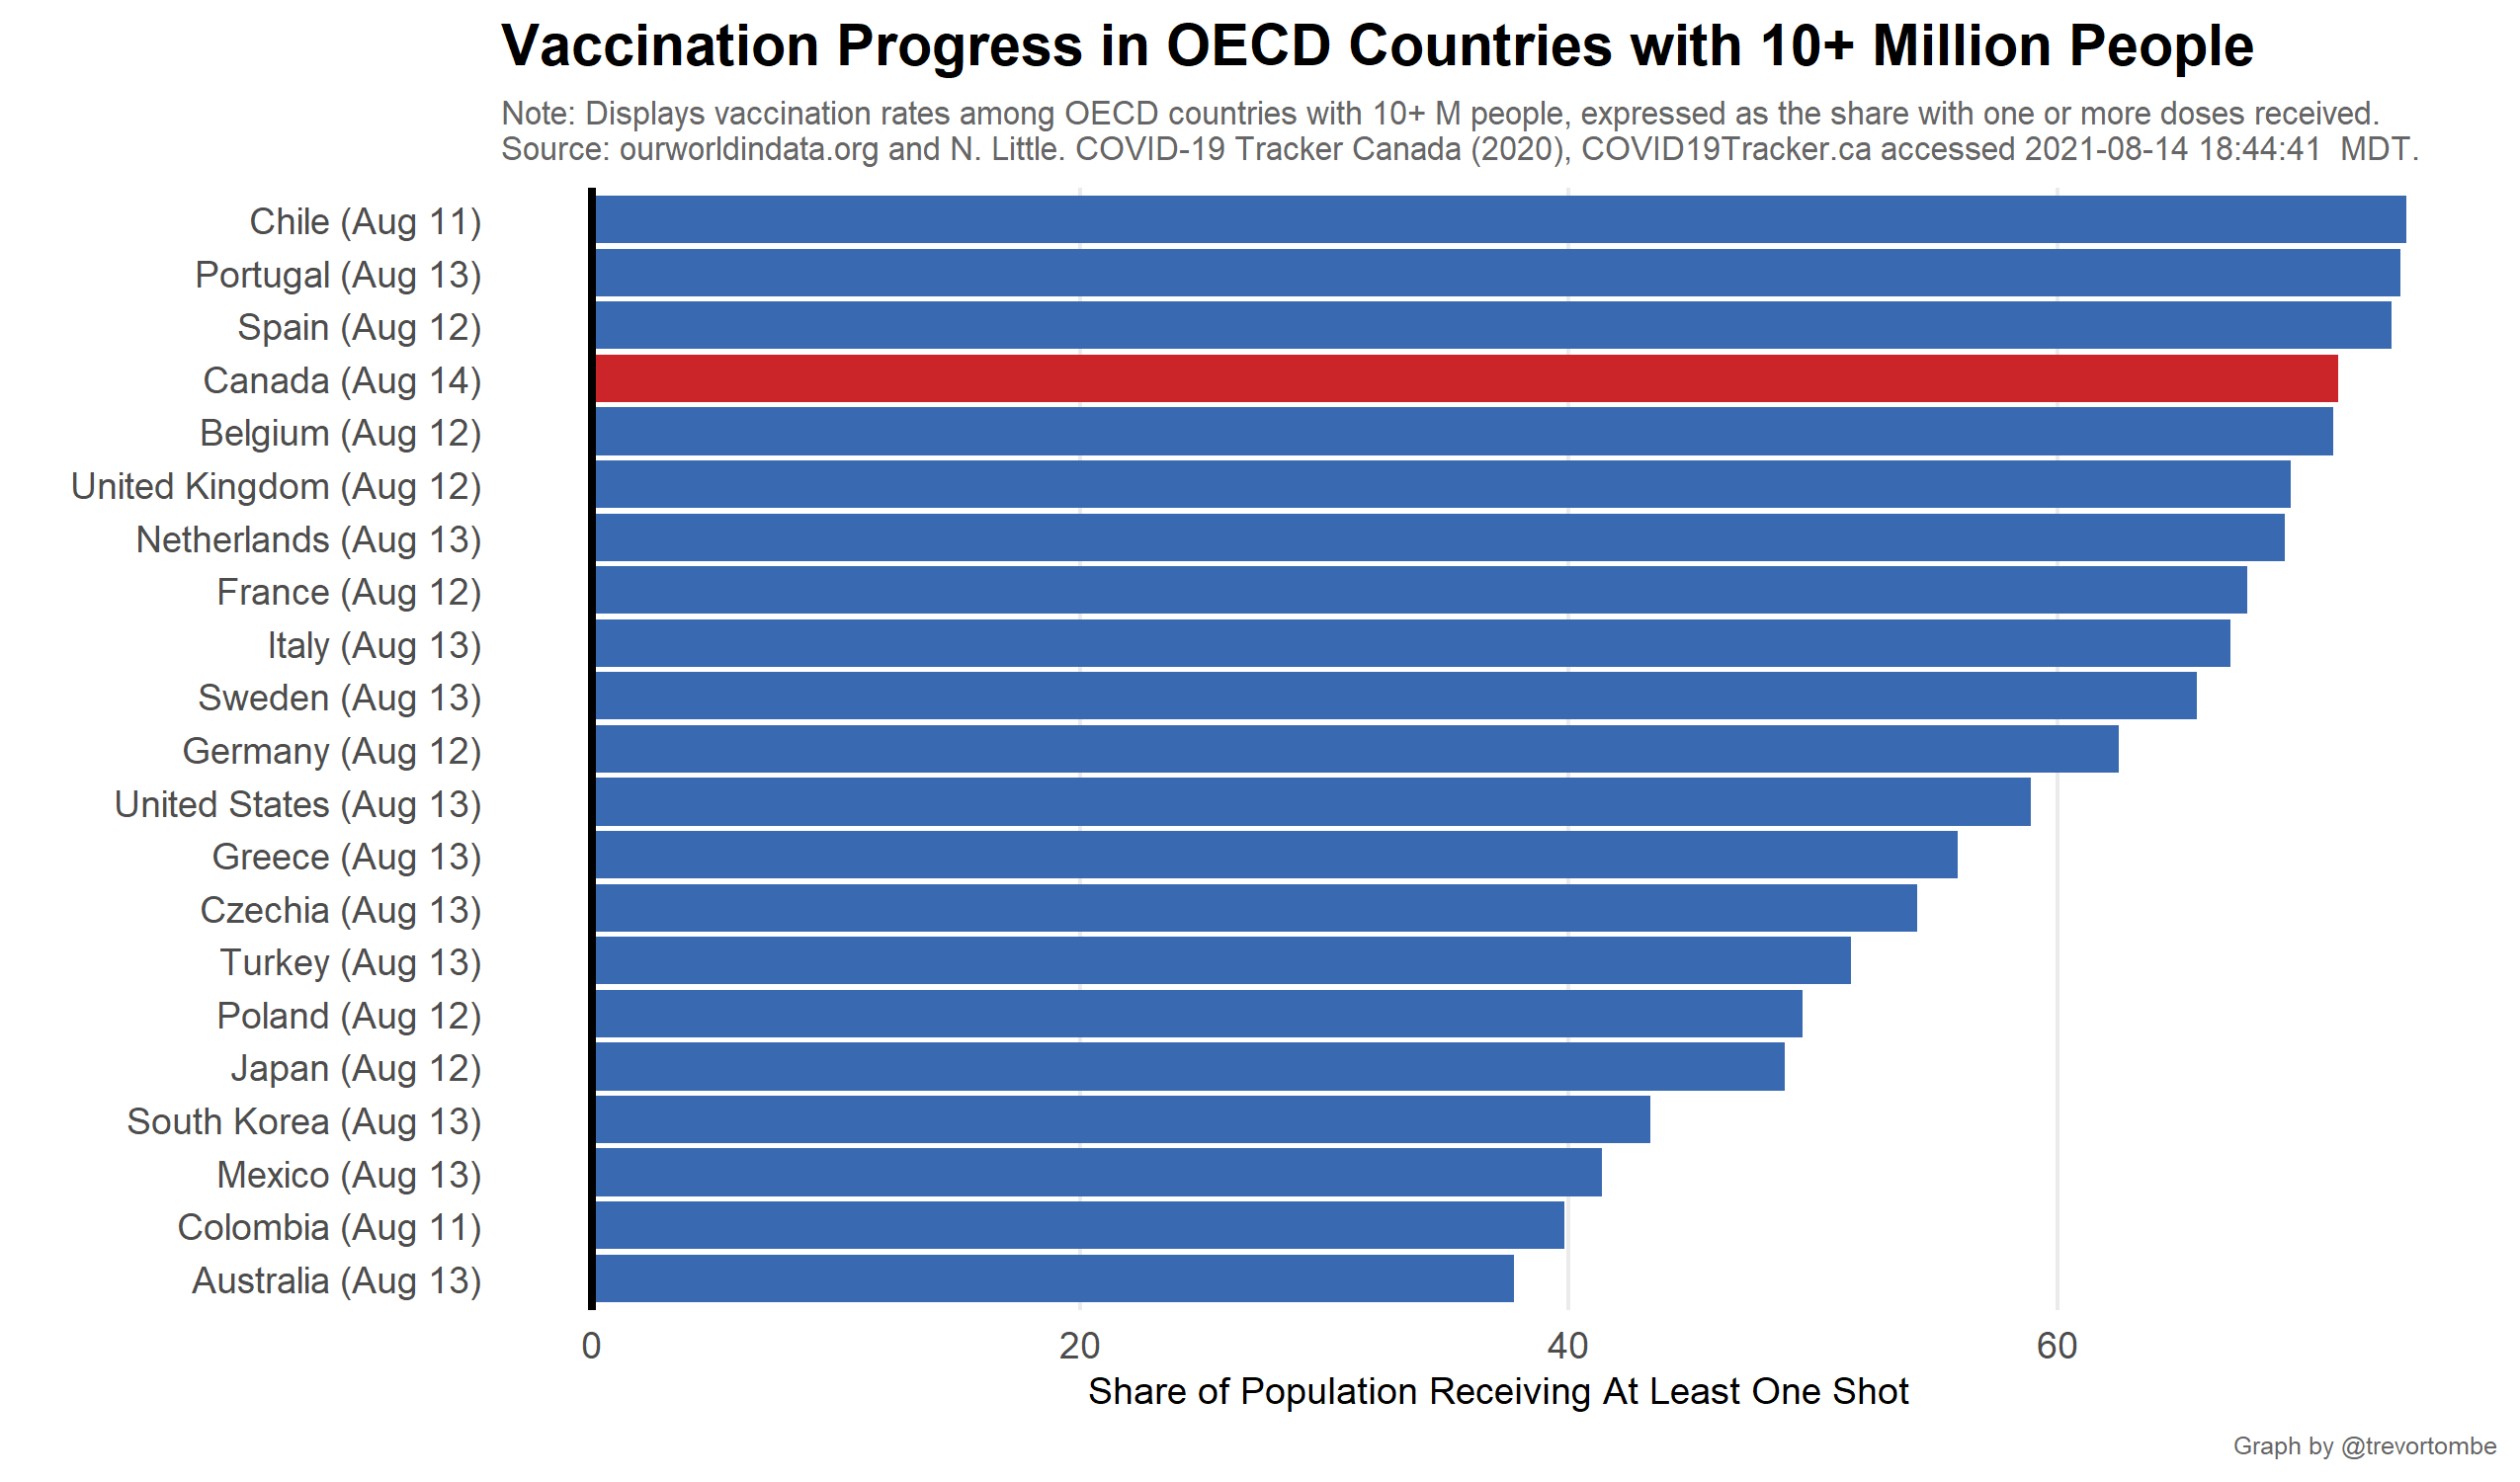 Vaccination Progress in OECD Countries with 10+ Million People
Note: Displays vaccination rates among OECD countries with 10+ M people, expressed as the share with one or more doses received.
Source: ourworldindata.org and N. Little. COVID-19 Tracker Canada (2020), COVID19Tracker.ca accessed 2021-08-14 18:44:41  MDT.
Chile (Aug 11)
Portugal (Aug 13)
Spain (Aug 12)
Canada (Aug 14)
Belgium (Aug 12)
United Kingdom (Aug 12)
Netherlands (Aug 13)
France (Aug 12)
Italy (Aug 13)
Sweden (Aug 13)
Germany (Aug 12)
United States (Aug 13)
Greece (Aug 13)
Czechia (Aug 13)
Turkey (Aug 13)
Poland (Aug 12)
Japan (Aug 12)
South Korea (Aug 13)
Mexico (Aug 13)
Colombia (Aug 11)
Australia (Aug 13)
0 20 40 60
Share of Population Receiving At Least One Shot
Graph by @trevortombe